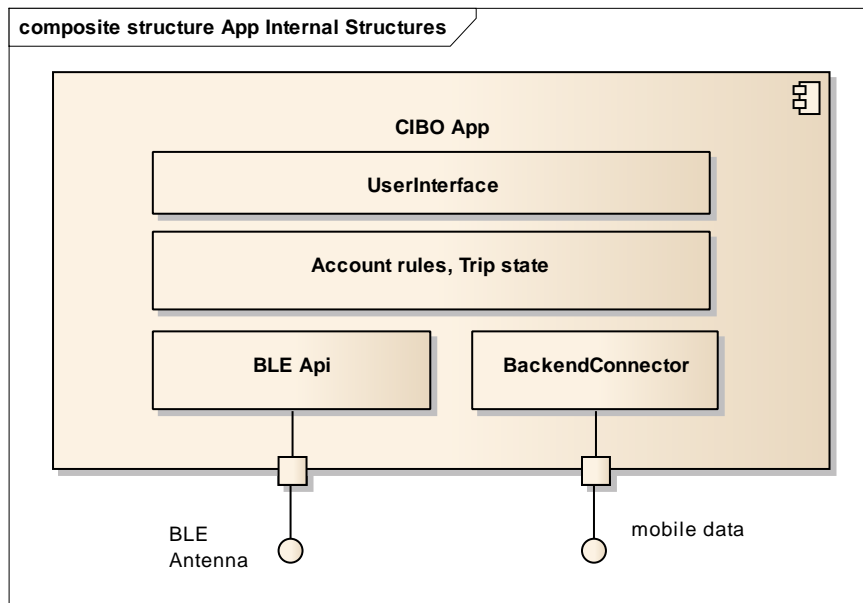 composite structure App Internal Structures
CIBO App
UserInterface
Account rules, Trip state
BLE Api
BackendConnector
BLE
Antenna
mobile data